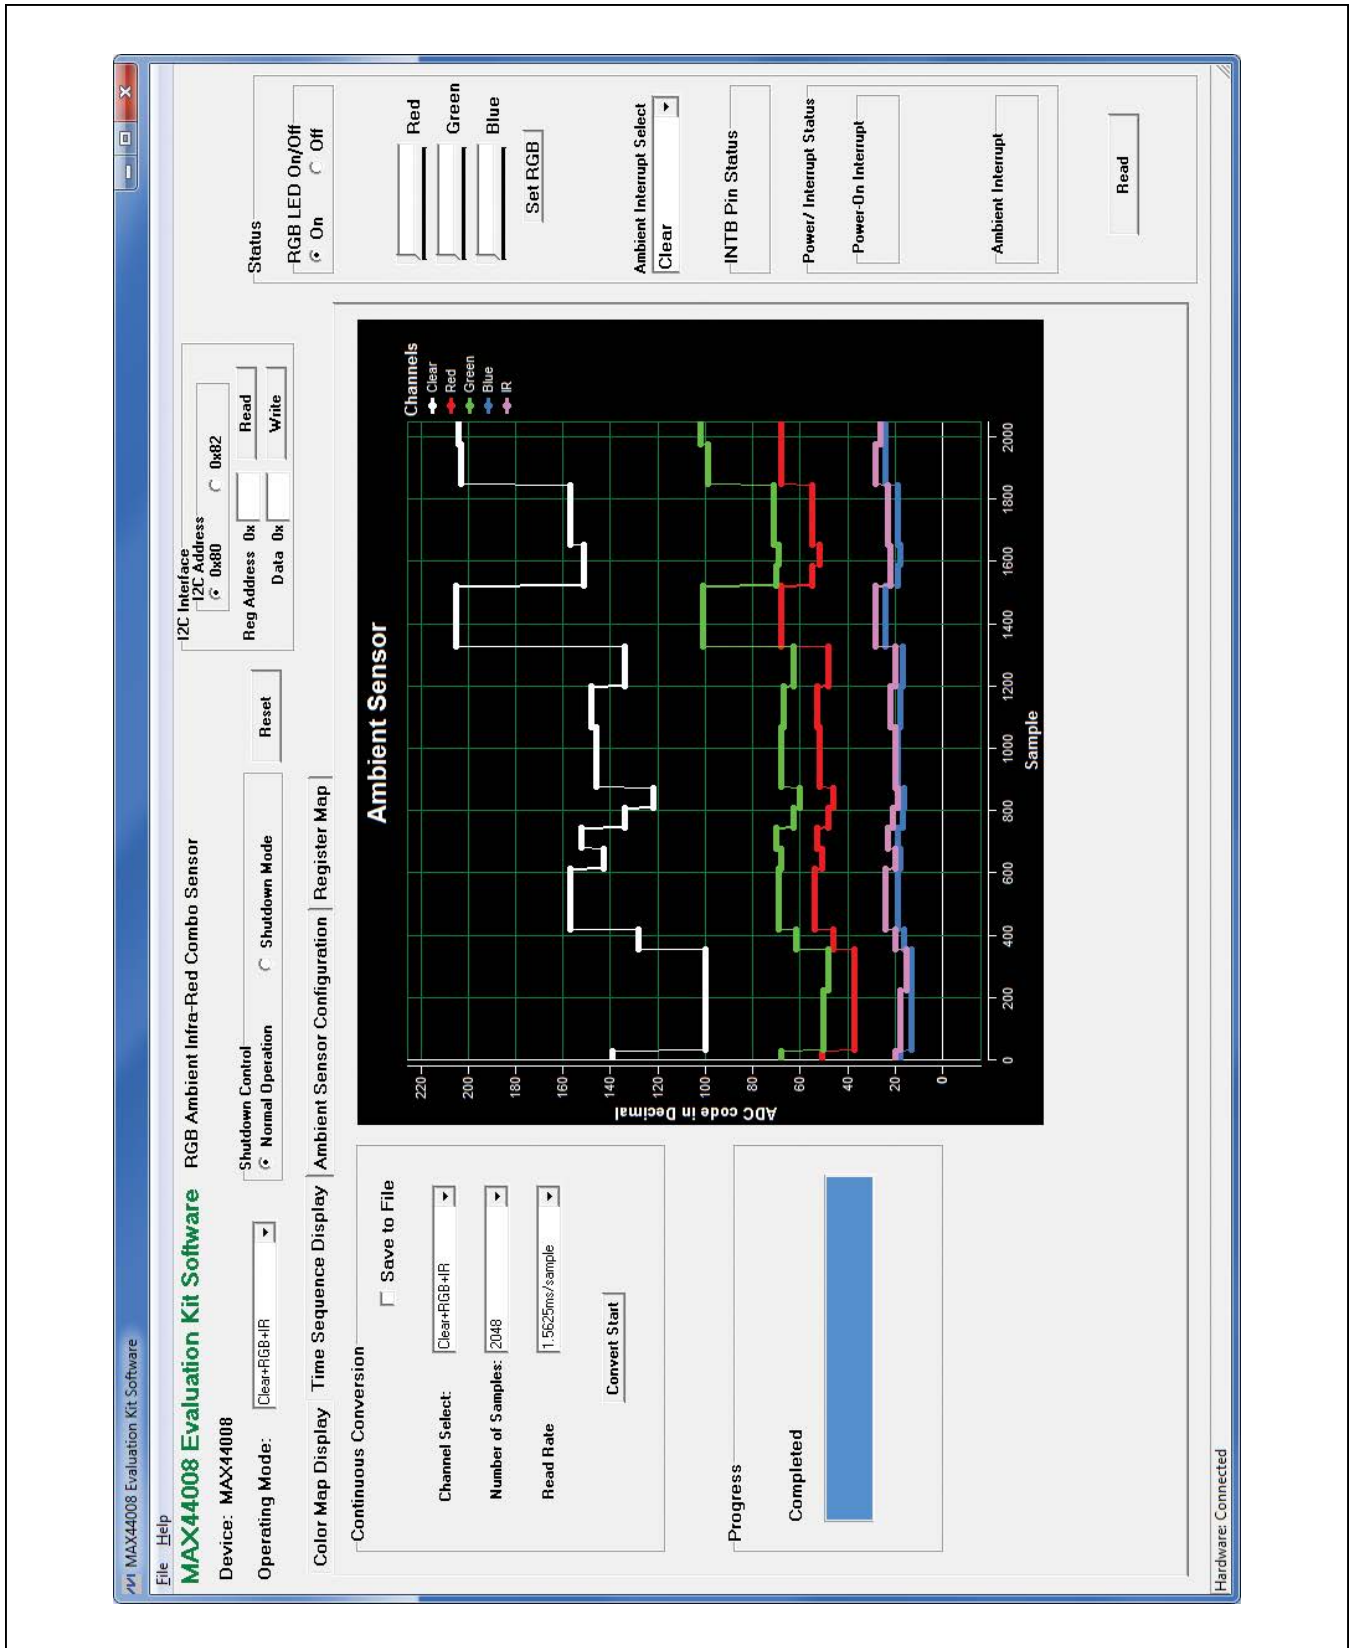 MAX44008 Evaluation Kit Software
File Help
MAX44008 Evaluation Kit Software RGB Ambient Infra-Red Combo Sensor
Device: MAX44008
Operating Mode: Clear+RGB+IR
Shutdown Control
Normal Operation Shutdown Mode
Reset
I2C Interface
I2C Address
0x80 0x82
Reg Address 0x Read
Data 0x Write
Color Map Display Time Sequence Display Ambient Sensor Configuration Register Map
Continuous Conversion
Save to File
Channel Select: Clear+RGB+IR
Number of Samples: 2048
Read Rate 1.5625ms/sample
Convert Start
Progress
Completed
Ambient Sensor
Channels
Clear
Red
Green
Blue
IR
ADC code in Decimal
220
200
180
160
140
120
100
80
60
40
20
0
0 200 400 600 800 1000 1200 1400 1600 1800 2000
Sample
Status
RGB LED On/Off
On Off
Red
Green
Blue
Set RGB
Ambient Interrupt Select
Clear
INTB Pin Status
Power/ Interrupt Status
Power-On Interrupt
Ambient Interrupt
Read
Hardware: Connected